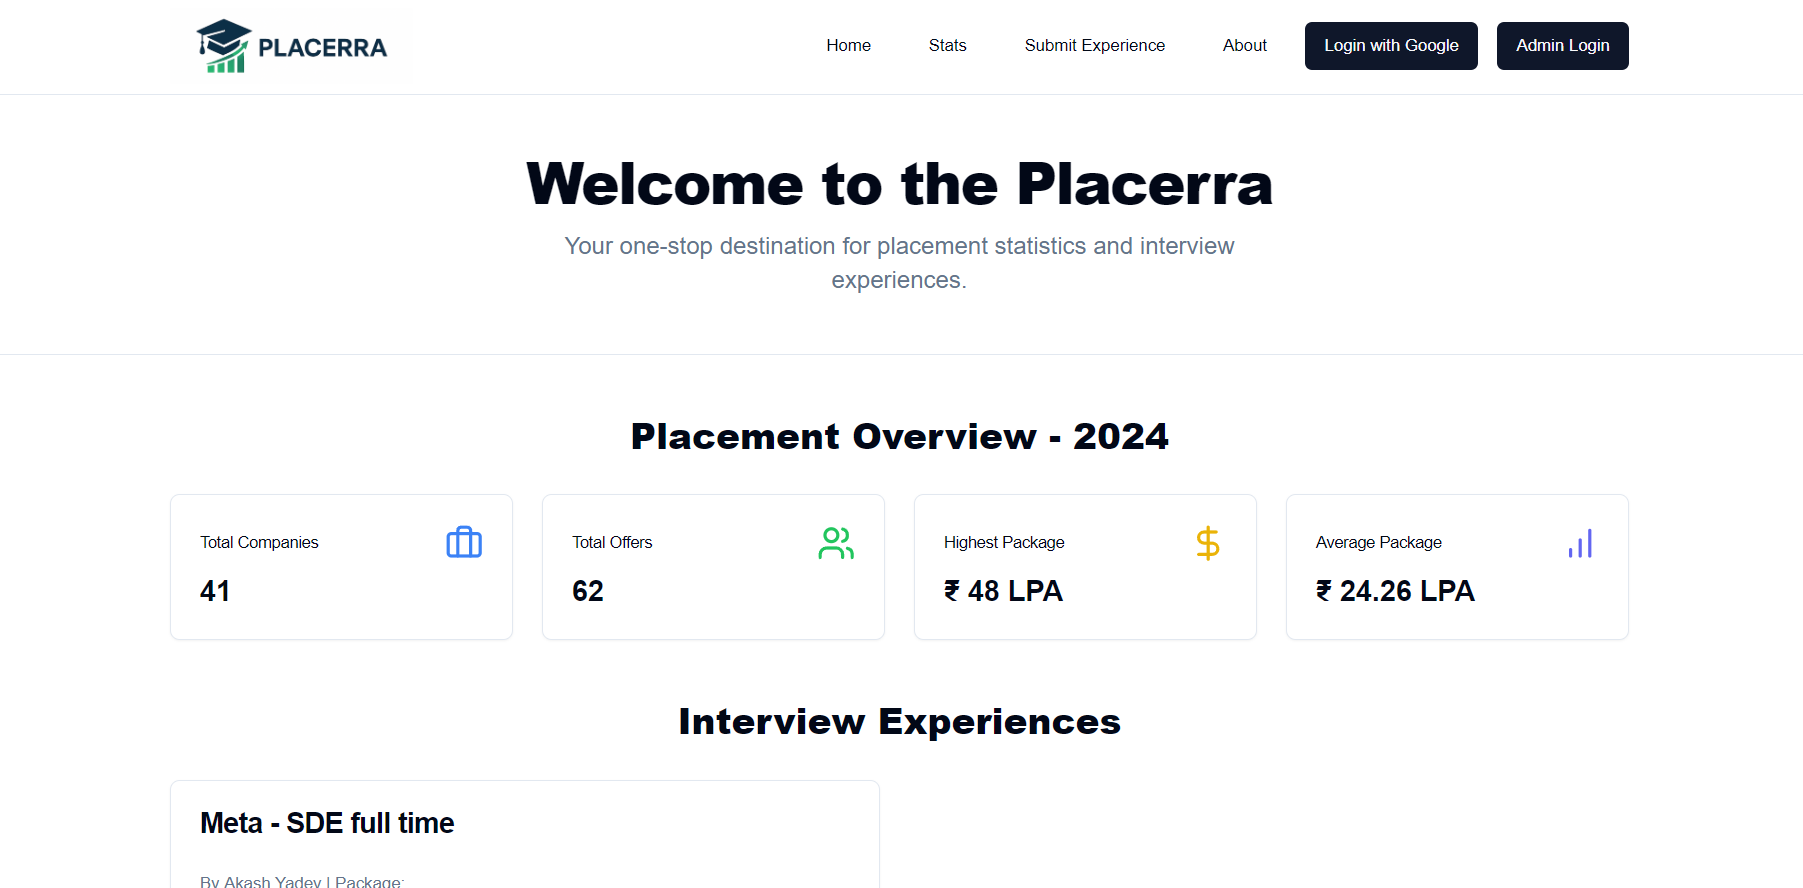 PLACERRA
Home
Stats
Submit Experience
About
Login with Google
Admin Login
Welcome to the Placerra
Your one-stop destination for placement statistics and interview
experiences.
Placement Overview - 2024
Total Companies
41
Total Offers
62
Highest Package
₹ 48 LPA
Average Package
₹ 24.26 LPA
Interview Experiences
Meta - SDE full time
By Akash Yadev | Package: